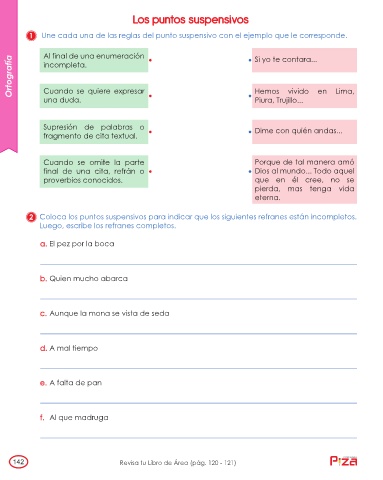 Los puntos suspensivos
1 Une cada una de las reglas del punto suspensivo con el ejemplo que le corresponde.
Ortografía
Al final de una enumeración
incompleta.
Si yo te contara...
Cuando se quiere expresar
una duda.
Hemos vivido en Lima,
Piura, Trujillo...
Supresión de palabras o
fragmento de cita textual.
Dime con quién andas...
Cuando se omite la parte
final de una cita, refrán o
proverbios conocidos.
Porque de tal manera amó
Dios al mundo... Todo aquel
que en él cree, no se
pierda, mas tenga vida
eterna.
2 Coloca los puntos suspensivos para indicar que los siguientes refranes están incompletos.
Luego, escribe los refranes completos.
a. El pez por la boca
b. Quien mucho abarca
c. Aunque la mona se vista de seda
d. A mal tiempo
e. A falta de pan
f. Al que madruga
142
Revisa tu Libro de Área (pág. 120 - 121)